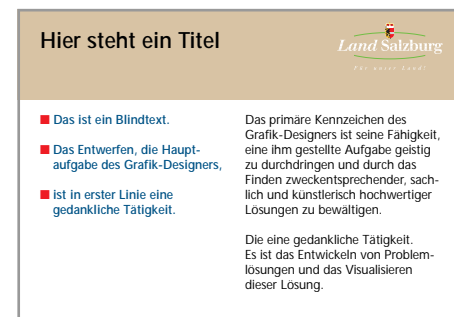 Hier steht ein Titel
Land Salzburg
Für unser Land!
Das ist ein Blindtext.
Das Entwerfen, die Haupt-
aufgabe des Grafik-Designers,
ist in erster Linie eine
gedankliche Tätigkeit.
Das primäre Kennzeichen des
Grafik-Designers ist seine Fähigkeit,
eine ihm gestellte Aufgabe geistig
zu durchdringen und durch das
Finden zweckentsprechender, sach-
lich und künstlerisch hochwertiger
Lösungen zu bewältigen.
Die eine gedankliche Tätigkeit.
Es ist das Entwickeln von Problem-
lösungen und das Visualisieren
dieser Lösung.